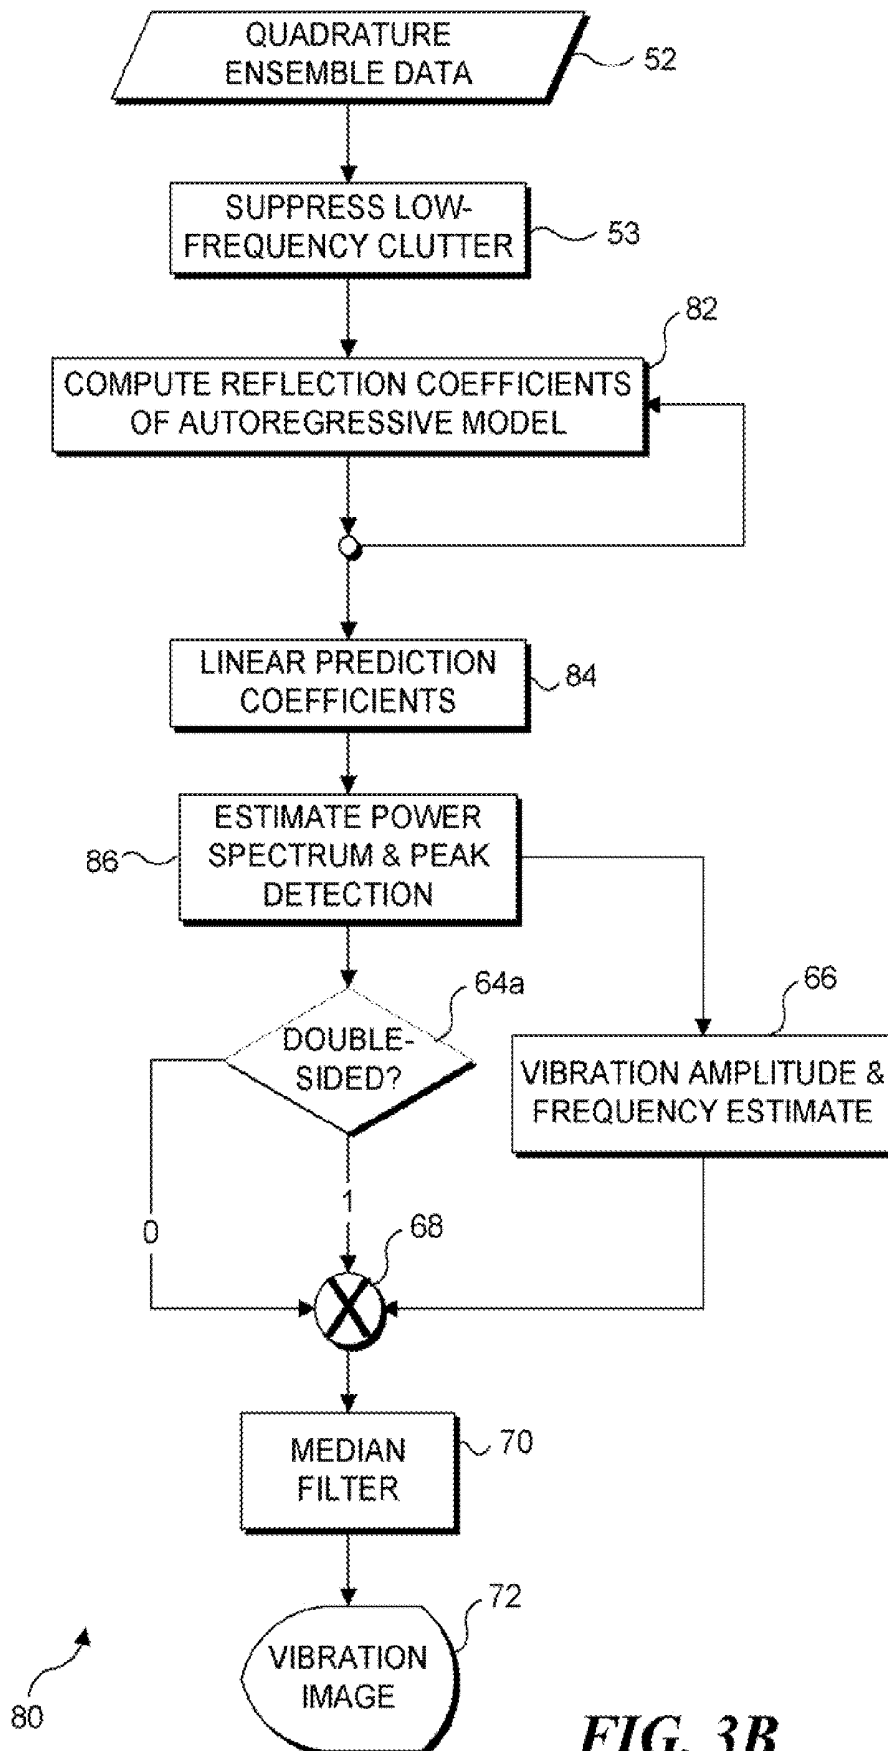 QUADRATURE
ENSEMBLE DATA
52
SUPPRESS LOW-
FREQUENCY CLUTTER
53
82
COMPUTE REFLECTION COEFFICIENTS
OF AUTOREGRESSIVE MODEL
LINEAR PREDICTION
COEFFICIENTS
84
ESTIMATE POWER
SPECTRUM & PEAK
DETECTION
86
64a
DOUBLE-
SIDED?
66
VIBRATION AMPLITUDE &
FREQUENCY ESTIMATE
1
0
68
MEDIAN
FILTER
70
72
VIBRATION
IMAGE
80
FIG. 3B